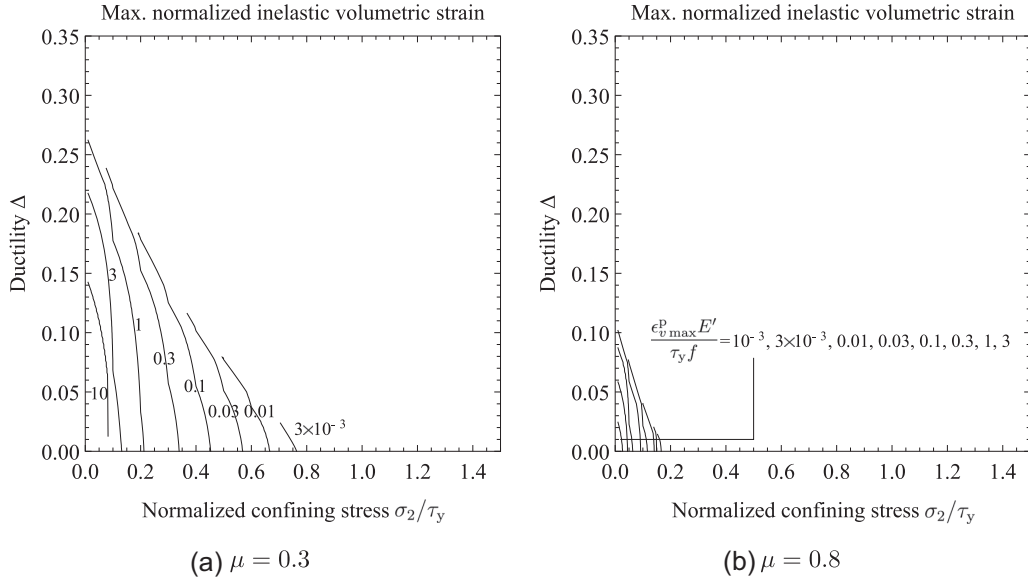 Max. normalized inelastic volumetric strain
0.35
0.30
0.25
0.20
0.15
0.10
0.05
0.00
Ductility Δ
3
1
0.3
10
0.1
0.03
0.01
3×10⁻³
0.0 0.2 0.4 0.6 0.8 1.0 1.2 1.4
Normalized confining stress σ₂/τ_y
(a) μ = 0.3
Max. normalized inelastic volumetric strain
0.35
0.30
0.25
0.20
0.15
0.10
0.05
0.00
Ductility Δ
ϵᵖ_{v max}E′/τ_y f = 10⁻³, 3×10⁻³, 0.01, 0.03, 0.1, 0.3, 1, 3
0.0 0.2 0.4 0.6 0.8 1.0 1.2 1.4
Normalized confining stress σ₂/τ_y
(b) μ = 0.8